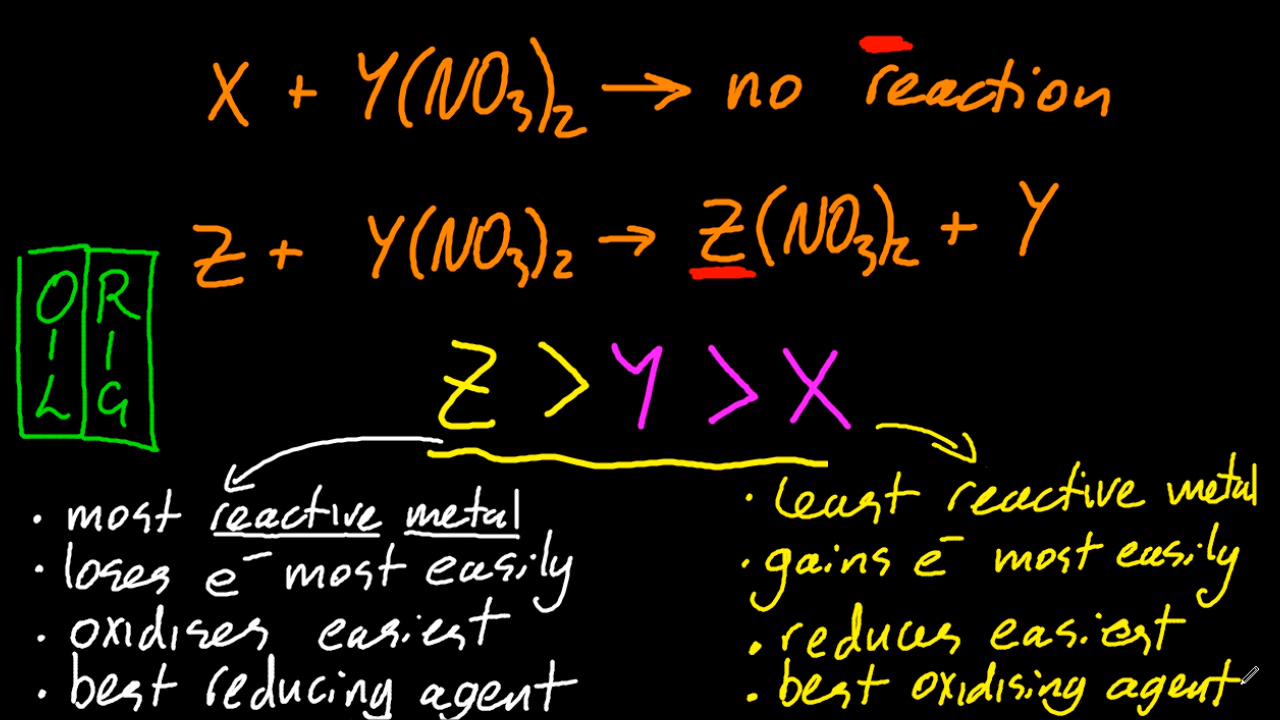 X + Y(NO₃)₂ → no reaction
Z + Y(NO₃)₂ → Z(NO₃)₂ + Y
O R
I I
L G
Z > Y > X
• most reactive metal
• loses e⁻ most easily
• oxidises easiest
• best reducing agent
• least reactive metal
• gains e⁻ most easily
• reduces easiest
• best oxidising agent